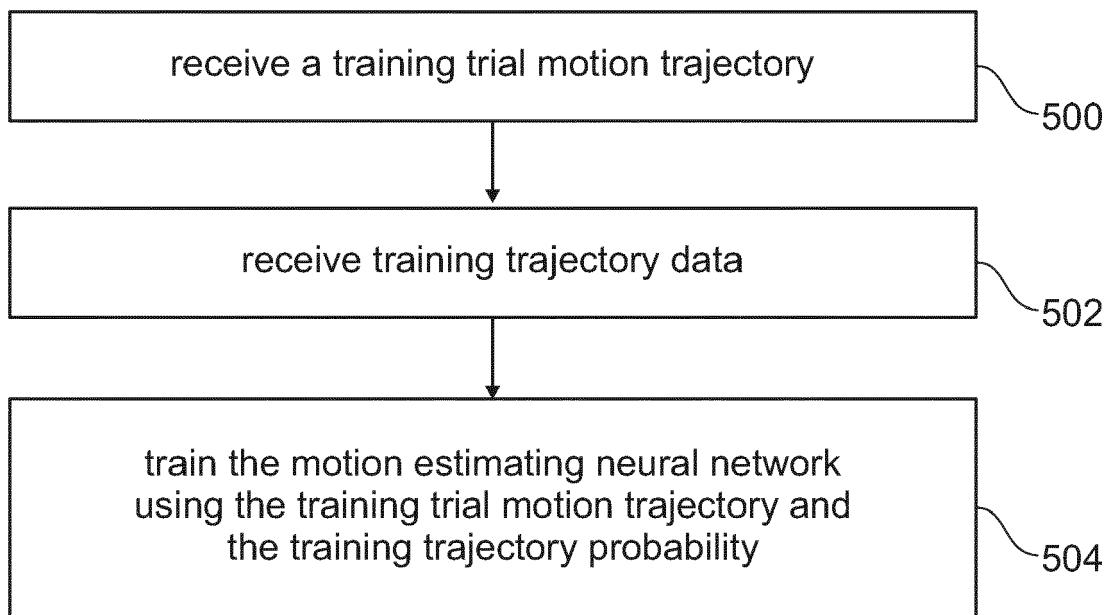 receive a training trial motion trajectory
500
receive training trajectory data
502
train the motion estimating neural network
using the training trial motion trajectory and
the training trajectory probability
504